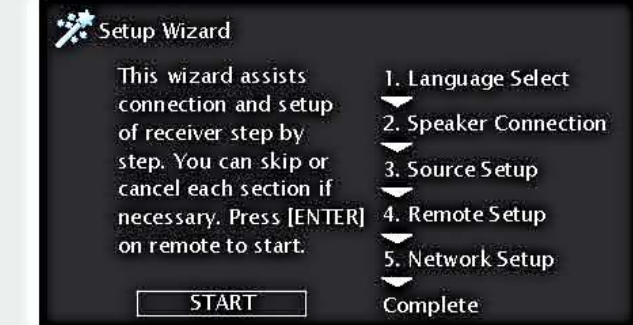 Setup Wizard
This wizard assists
connection and setup
of receiver step by
step. You can skip or
cancel each section if
necessary. Press [ENTER]
on remote to start.
START
1. Language Select
2. Speaker Connection
3. Source Setup
4. Remote Setup
5. Network Setup
Complete